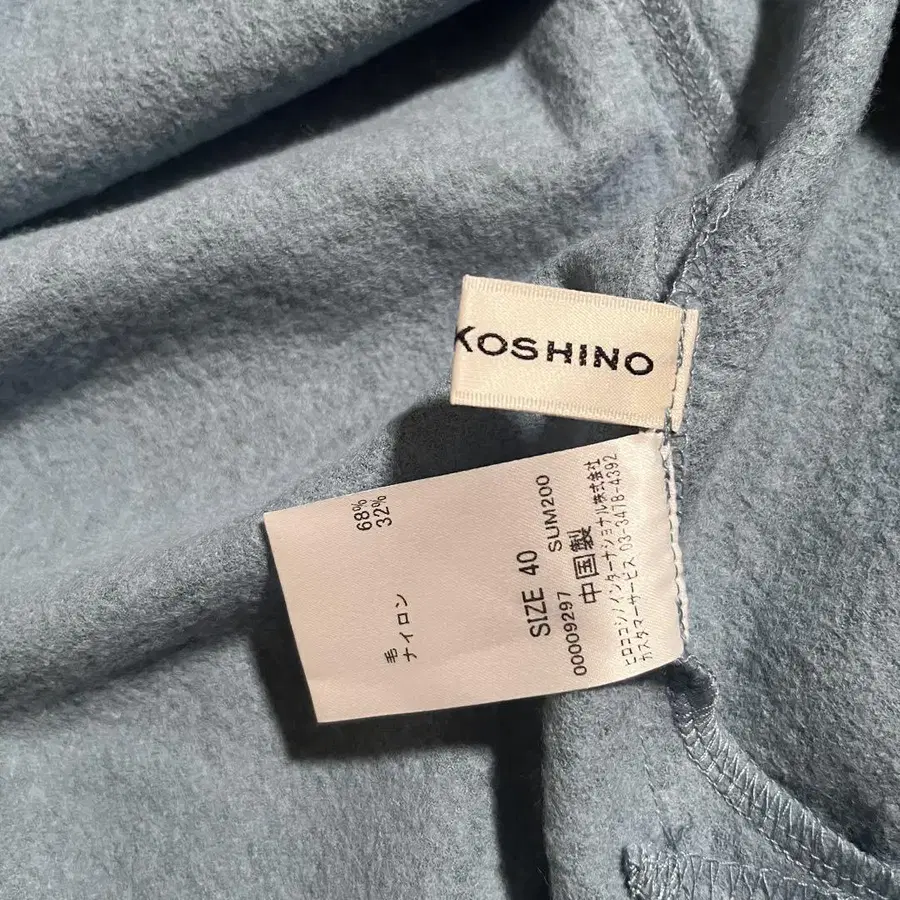 KOSHINO
毛 68%
ナイロン 32%
SIZE 40
00009297 SUM200
中国製
ヒロココシノインターナショナル株式会社
カスタマーサービス 03-3478-4392